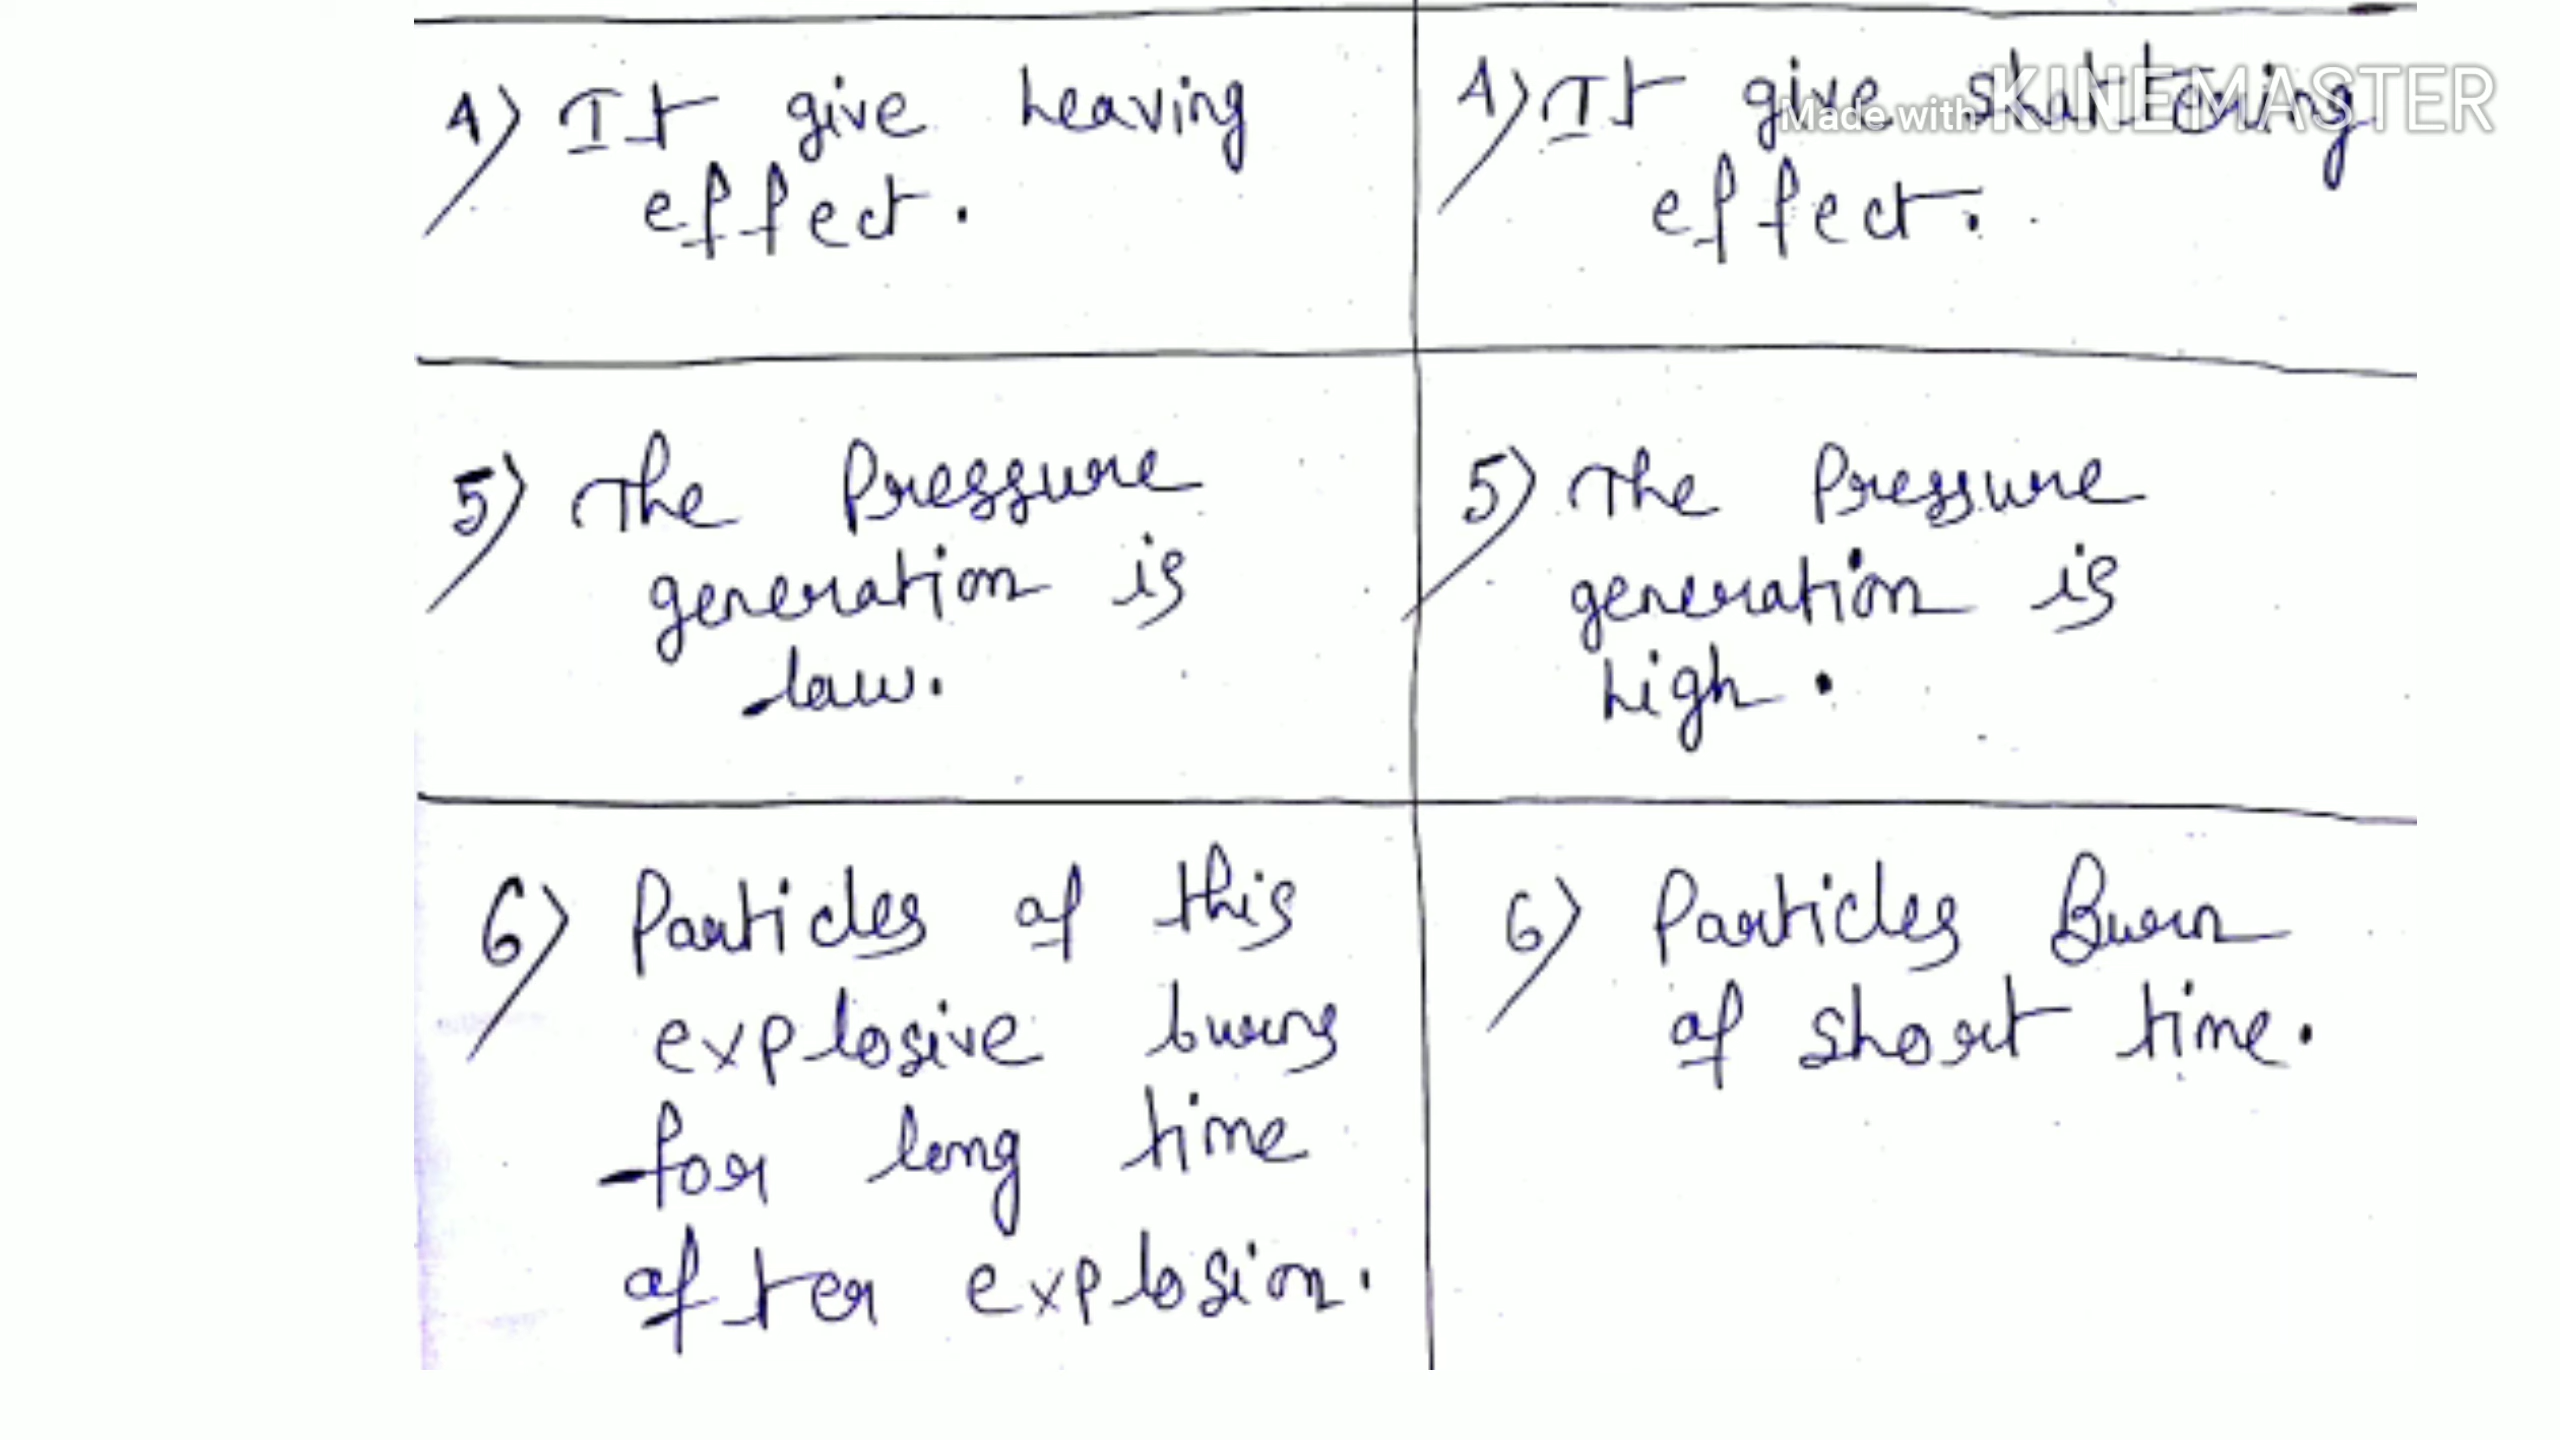 4) It give heaving
effect.
4) It give shattering
effect.
Made with KINEMASTER
5) The Pressure
generation is
law.
5) The Pressure
generation is
high.
6) Particles of this
explosive burns
for long time
after explosion.
6) Particles Burn
of short time.